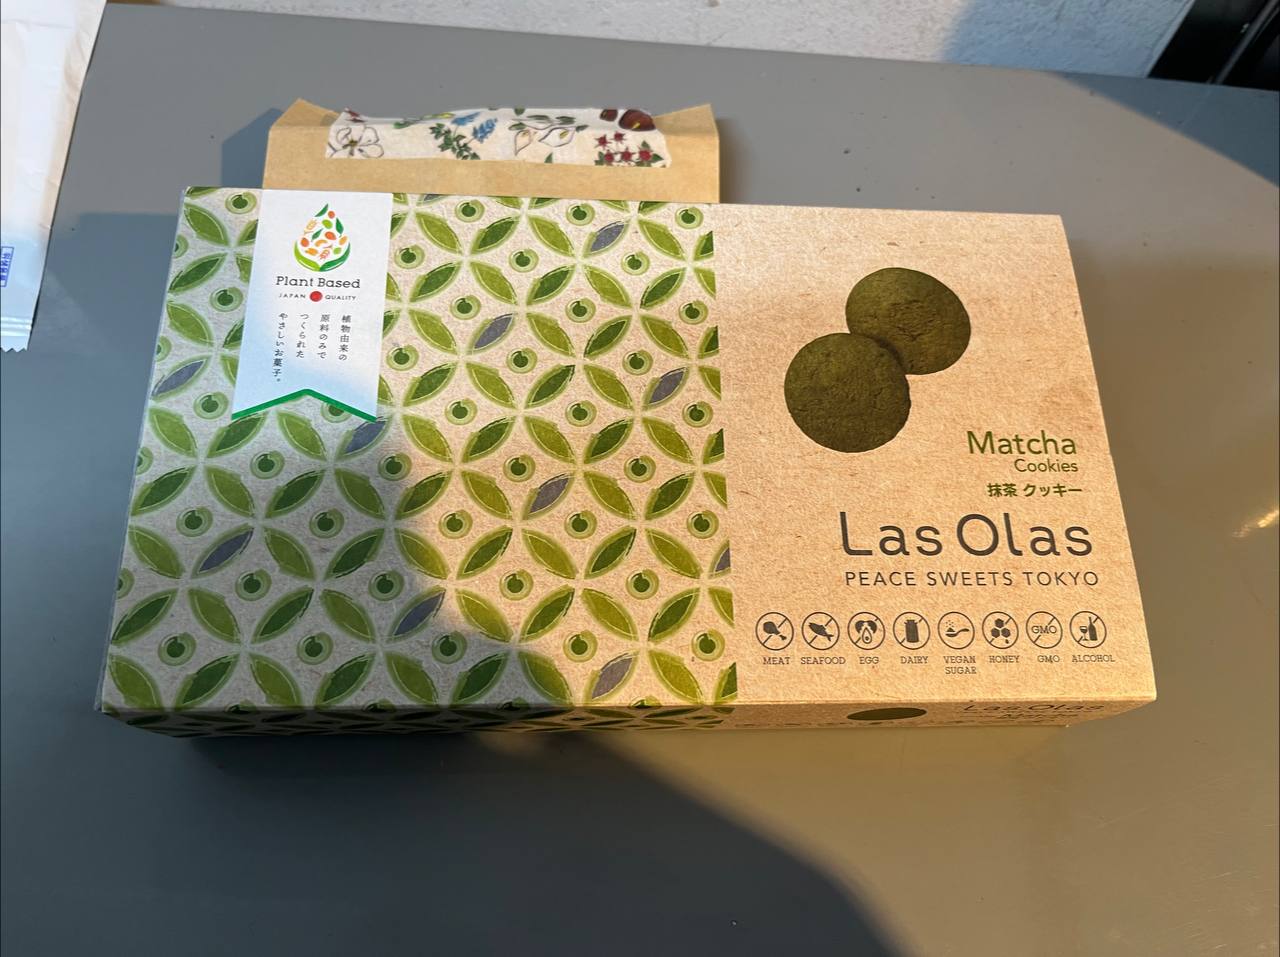 Plant Based
JAPAN QUALITY
植物由来の
原料のみで
つくられた
やさしいお菓子。
Matcha
Cookies
抹茶 クッキー
Las Olas
PEACE SWEETS TOKYO
GMO
MEAT SEAFOOD EGG DAIRY VEGAN SUGAR HONEY GMO ALCOHOL
Las Olas